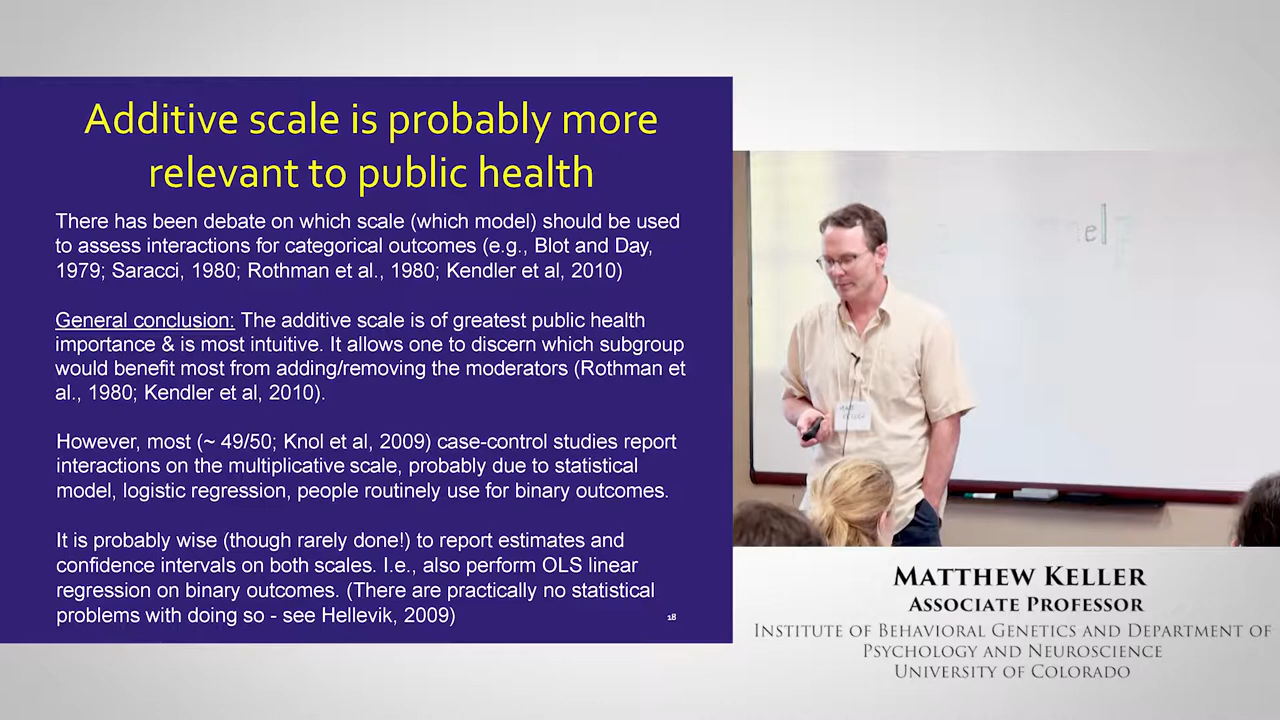 Additive scale is probably more
relevant to public health
There has been debate on which scale (which model) should be used
to assess interactions for categorical outcomes (e.g., Blot and Day,
1979; Saracci, 1980; Rothman et al., 1980; Kendler et al, 2010)
General conclusion: The additive scale is of greatest public health
importance & is most intuitive. It allows one to discern which subgroup
would benefit most from adding/removing the moderators (Rothman et
al., 1980; Kendler et al, 2010).
However, most (~ 49/50; Knol et al, 2009) case-control studies report
interactions on the multiplicative scale, probably due to statistical
model, logistic regression, people routinely use for binary outcomes.
It is probably wise (though rarely done!) to report estimates and
confidence intervals on both scales. I.e., also perform OLS linear
regression on binary outcomes. (There are practically no statistical
problems with doing so - see Hellevik, 2009)
18
MATTHEW KELLER
ASSOCIATE PROFESSOR
INSTITUTE OF BEHAVIORAL GENETICS AND DEPARTMENT OF
PSYCHOLOGY AND NEUROSCIENCE
UNIVERSITY OF COLORADO